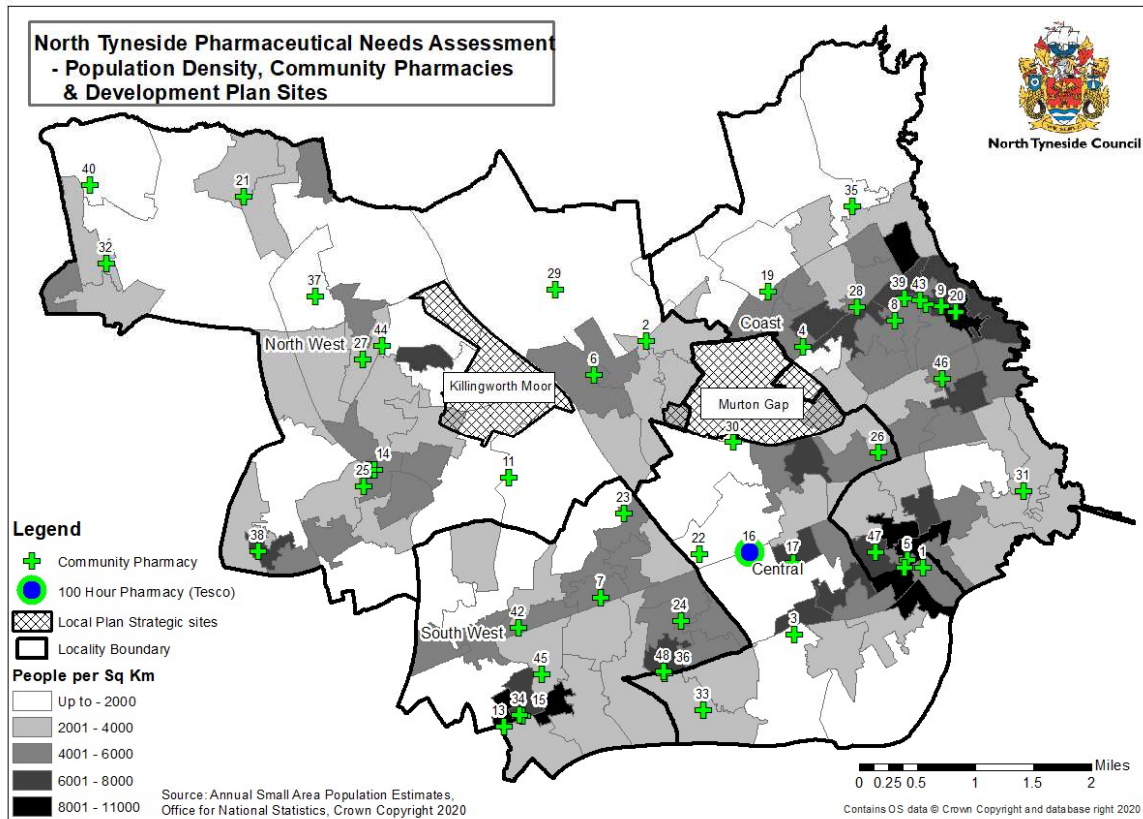 North Tyneside Pharmaceutical Needs Assessment
- Population Density, Community Pharmacies
& Development Plan Sites
North Tyneside Council
40
21
35
32
37
29
19
28
39
43
9
20
8
Coast
4
2
44
North West
27
6
46
Killingworth Moor
Murton Gap
30
26
14
25
11
31
23
38
22
16
17
Central
47
5
1
7
24
42
South West
3
48
36
45
33
34
15
13
Legend
Community Pharmacy
100 Hour Pharmacy (Tesco)
Local Plan Strategic sites
Locality Boundary
People per Sq Km
Up to - 2000
2001 - 4000
4001 - 6000
6001 - 8000
8001 - 11000
Source: Annual Small Area Population Estimates,
Office for National Statistics, Crown Copyright 2020
Miles
0 0.25 0.5 1 1.5 2
Contains OS data © Crown Copyright and database right 2020